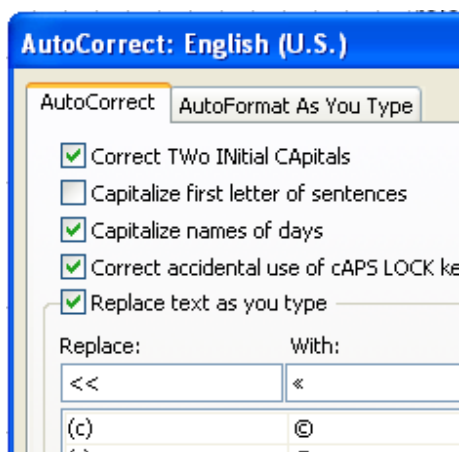 AutoCorrect: English (U.S.)
AutoCorrect AutoFormat As You Type
Correct TWo INitial CApitals
Capitalize first letter of sentences
Capitalize names of days
Correct accidental use of cAPS LOCK ke
Replace text as you type
Replace: With:
<< «
(c) ©